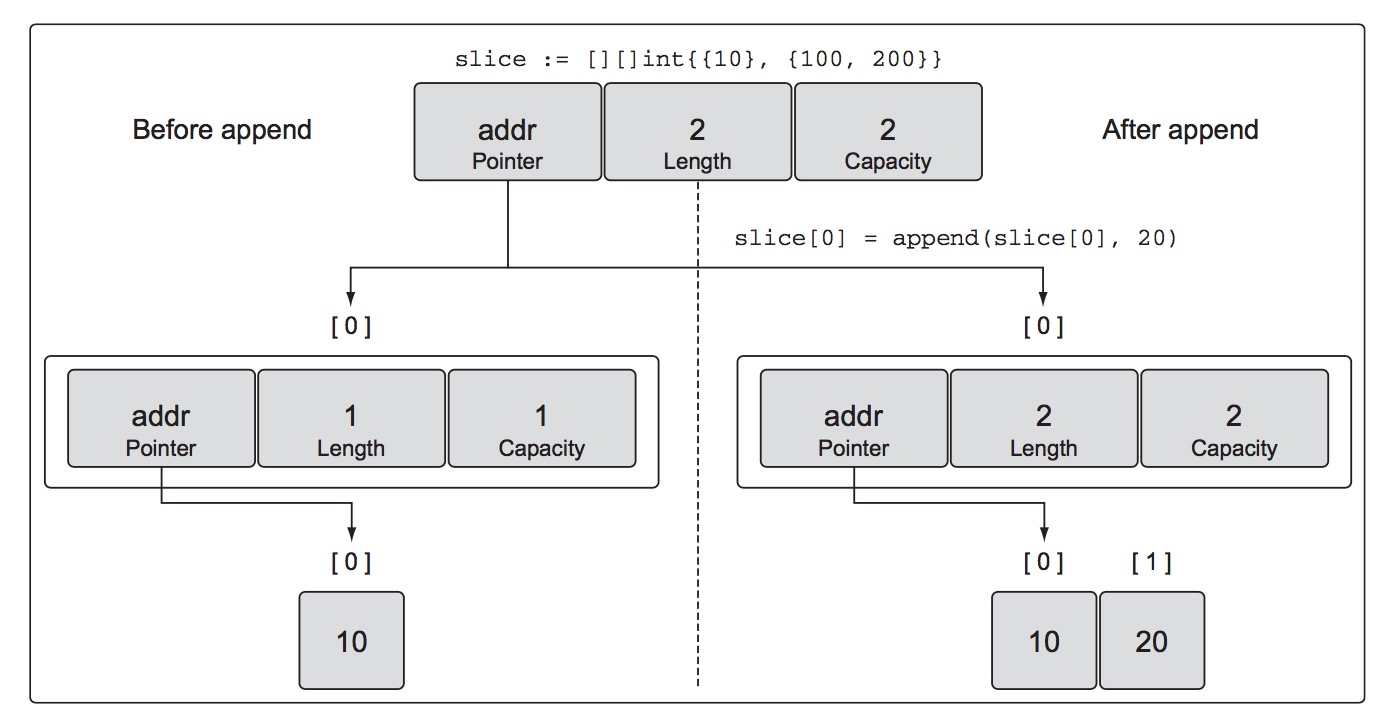 slice := [][]int{{10}, {100, 200}}
Before append
addr
Pointer
2
Length
2
Capacity
After append
slice[0] = append(slice[0], 20)
[0]
addr
Pointer
1
Length
1
Capacity
[0]
10
[0]
addr
Pointer
2
Length
2
Capacity
[0] [1]
10 20